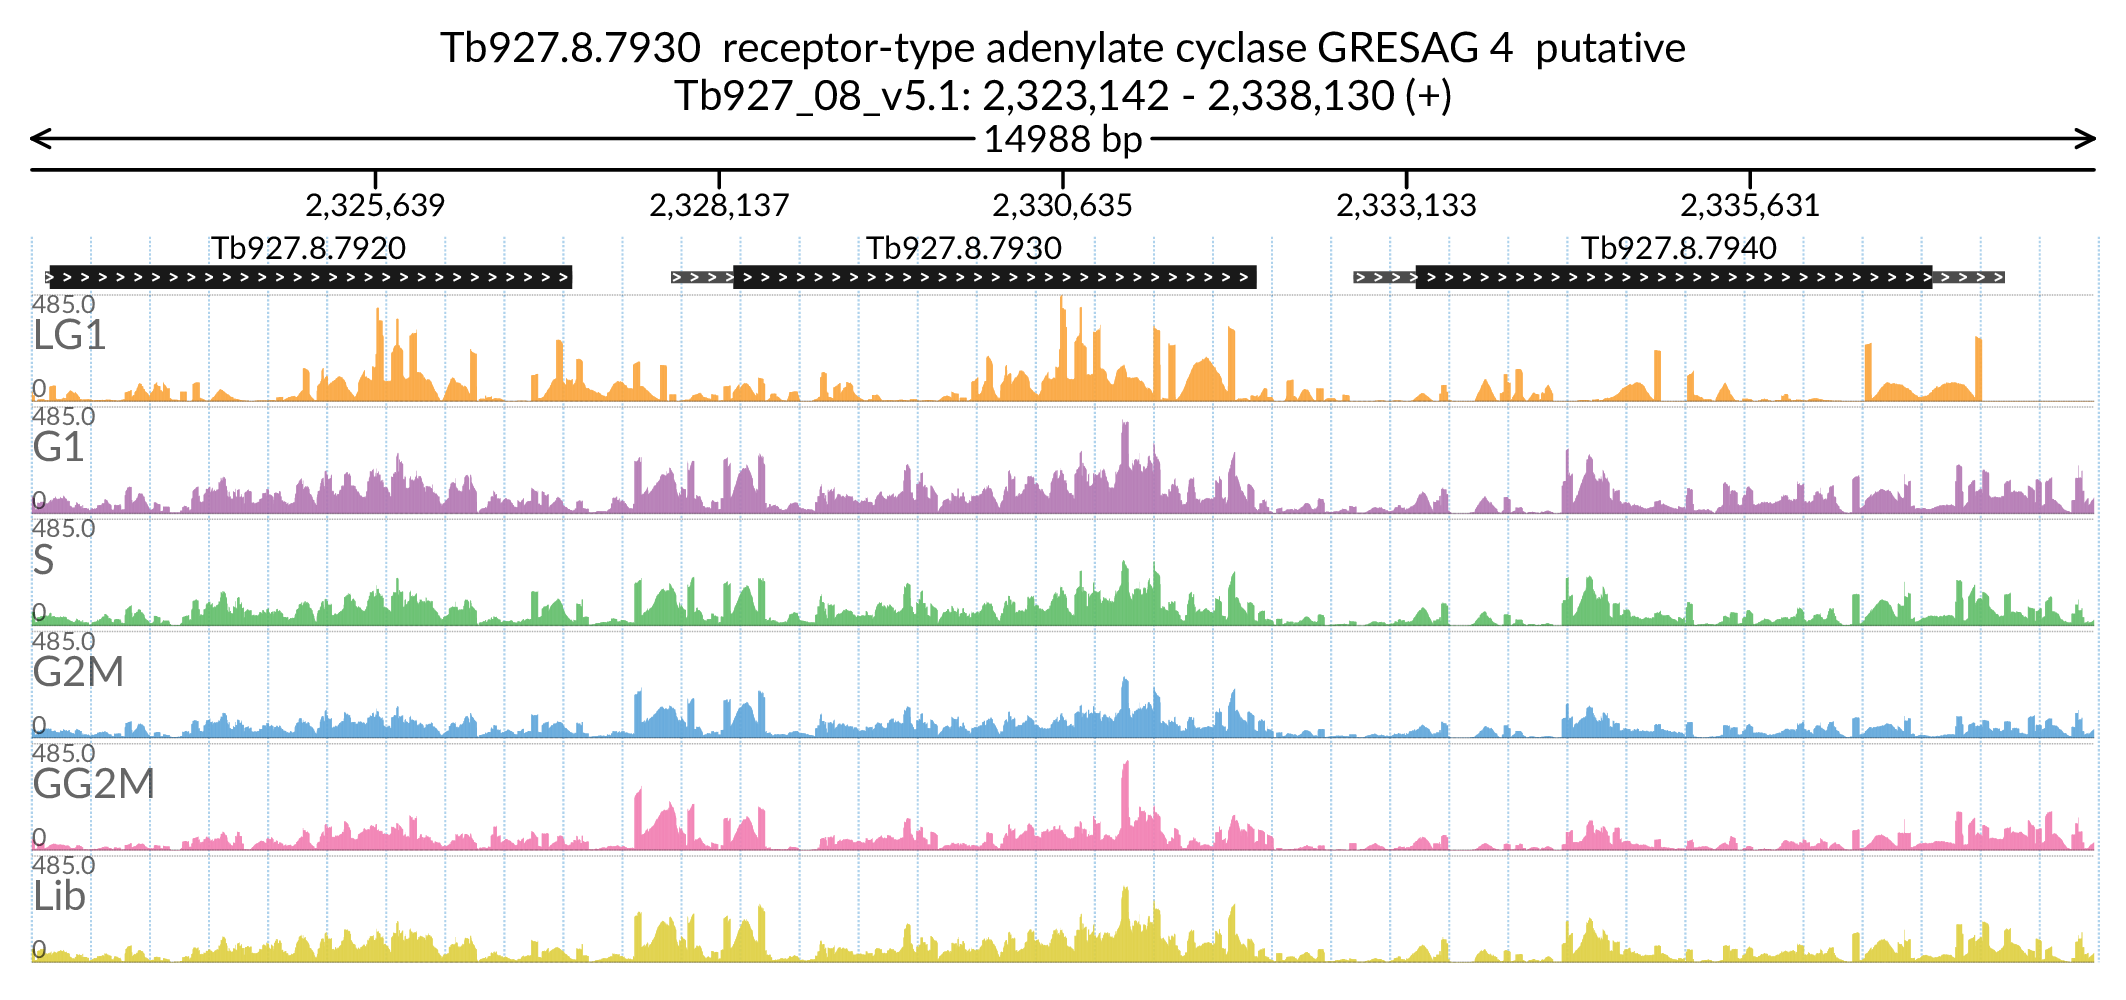 Tb927.8.7930  receptor-type adenylate cyclase GRESAG 4  putative
Tb927_08_v5.1: 2,323,142 - 2,338,130 (+)
14988 bp
2,325,639 2,328,137 2,330,635 2,333,133 2,335,631
Tb927.8.7920 Tb927.8.7930 Tb927.8.7940
485.0
LG1
0
485.0
G1
0
485.0
S
0
485.0
G2M
0
485.0
GG2M
0
485.0
Lib
0